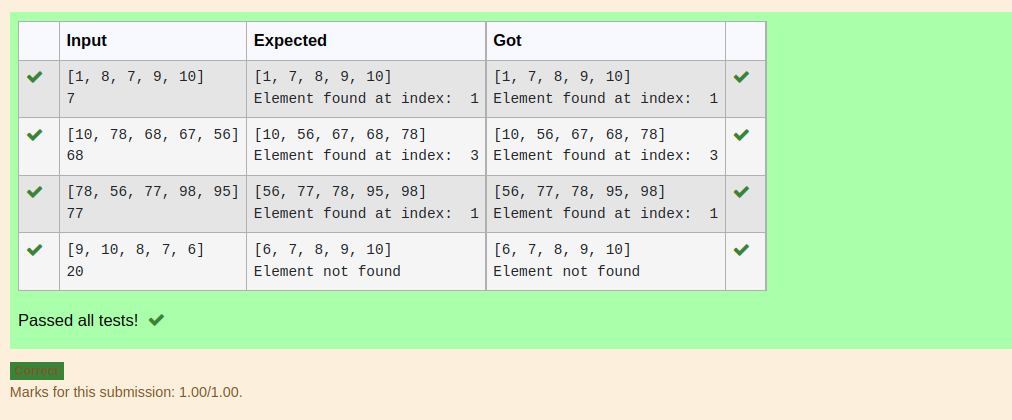 Input Expected Got
[1, 8, 7, 9, 10] [1, 7, 8, 9, 10] [1, 7, 8, 9, 10]
7 Element found at index:  1 Element found at index:  1
[10, 78, 68, 67, 56] [10, 56, 67, 68, 78] [10, 56, 67, 68, 78]
68 Element found at index:  3 Element found at index:  3
[78, 56, 77, 98, 95] [56, 77, 78, 95, 98] [56, 77, 78, 95, 98]
77 Element found at index:  1 Element found at index:  1
[9, 10, 8, 7, 6] [6, 7, 8, 9, 10] [6, 7, 8, 9, 10]
20 Element not found Element not found
Passed all tests!
Correct
Marks for this submission: 1.00/1.00.